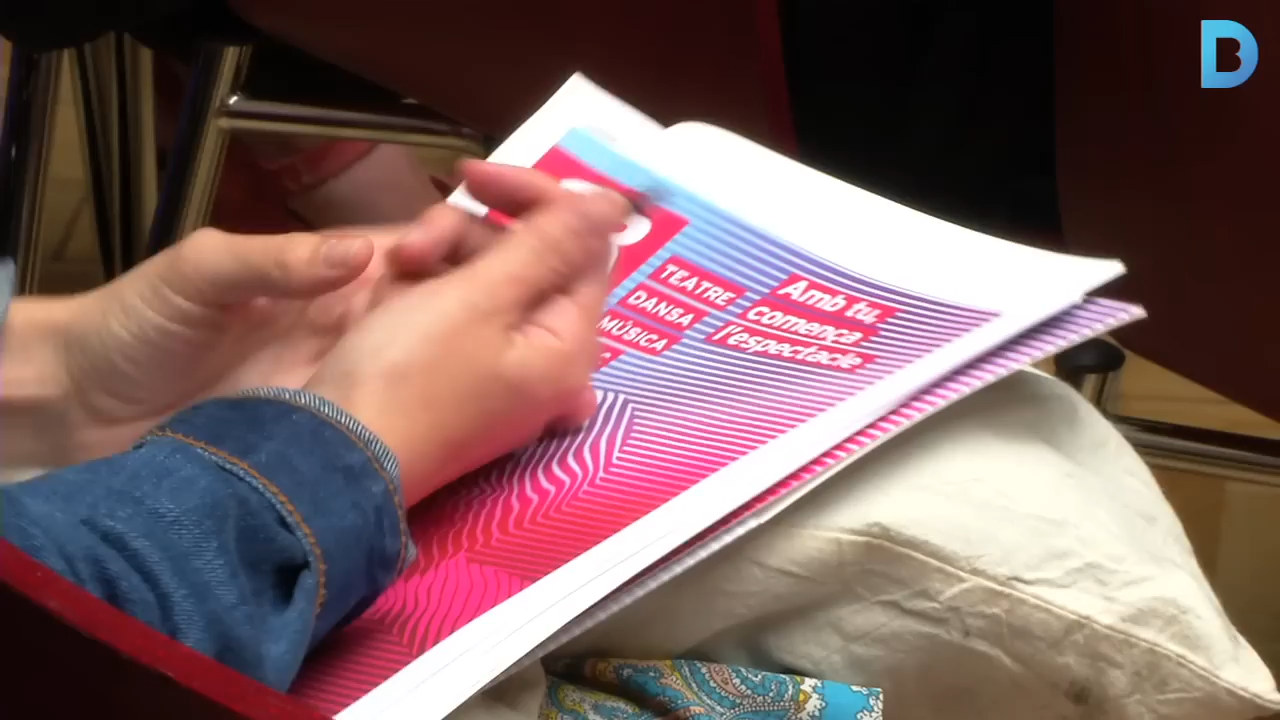 TEATRE
DANSA
MÚSICA
C
Amb tu,
comença
l'espectacle
D